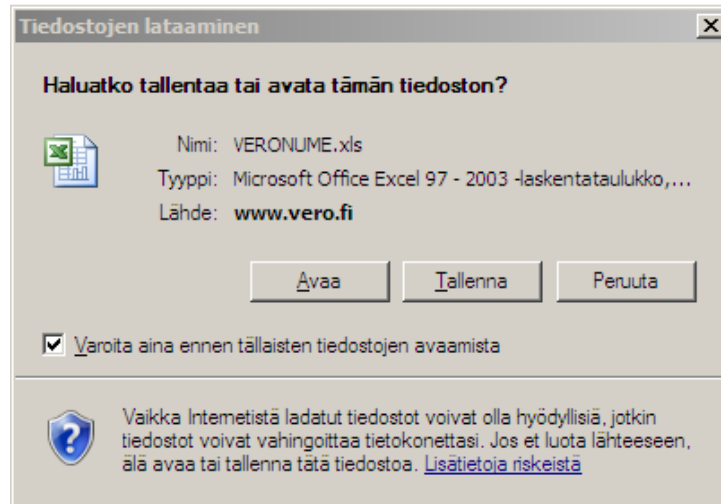 Tiedostojen lataaminen
Haluatko tallentaa tai avata tämän tiedoston?
Nimi: VERONUME.xls
Tyyppi: Microsoft Office Excel 97 - 2003 -laskentataulukko,...
Lähde: www.vero.fi
Avaa Tallenna Peruuta
Varoita aina ennen tällaisten tiedostojen avaamista
Vaikka Internetistä ladatut tiedostot voivat olla hyödyllisiä, jotkin
tiedostot voivat vahingoittaa tietokonettasi. Jos et luota lähteeseen,
älä avaa tai tallenna tätä tiedostoa. Lisätietoja riskeistä